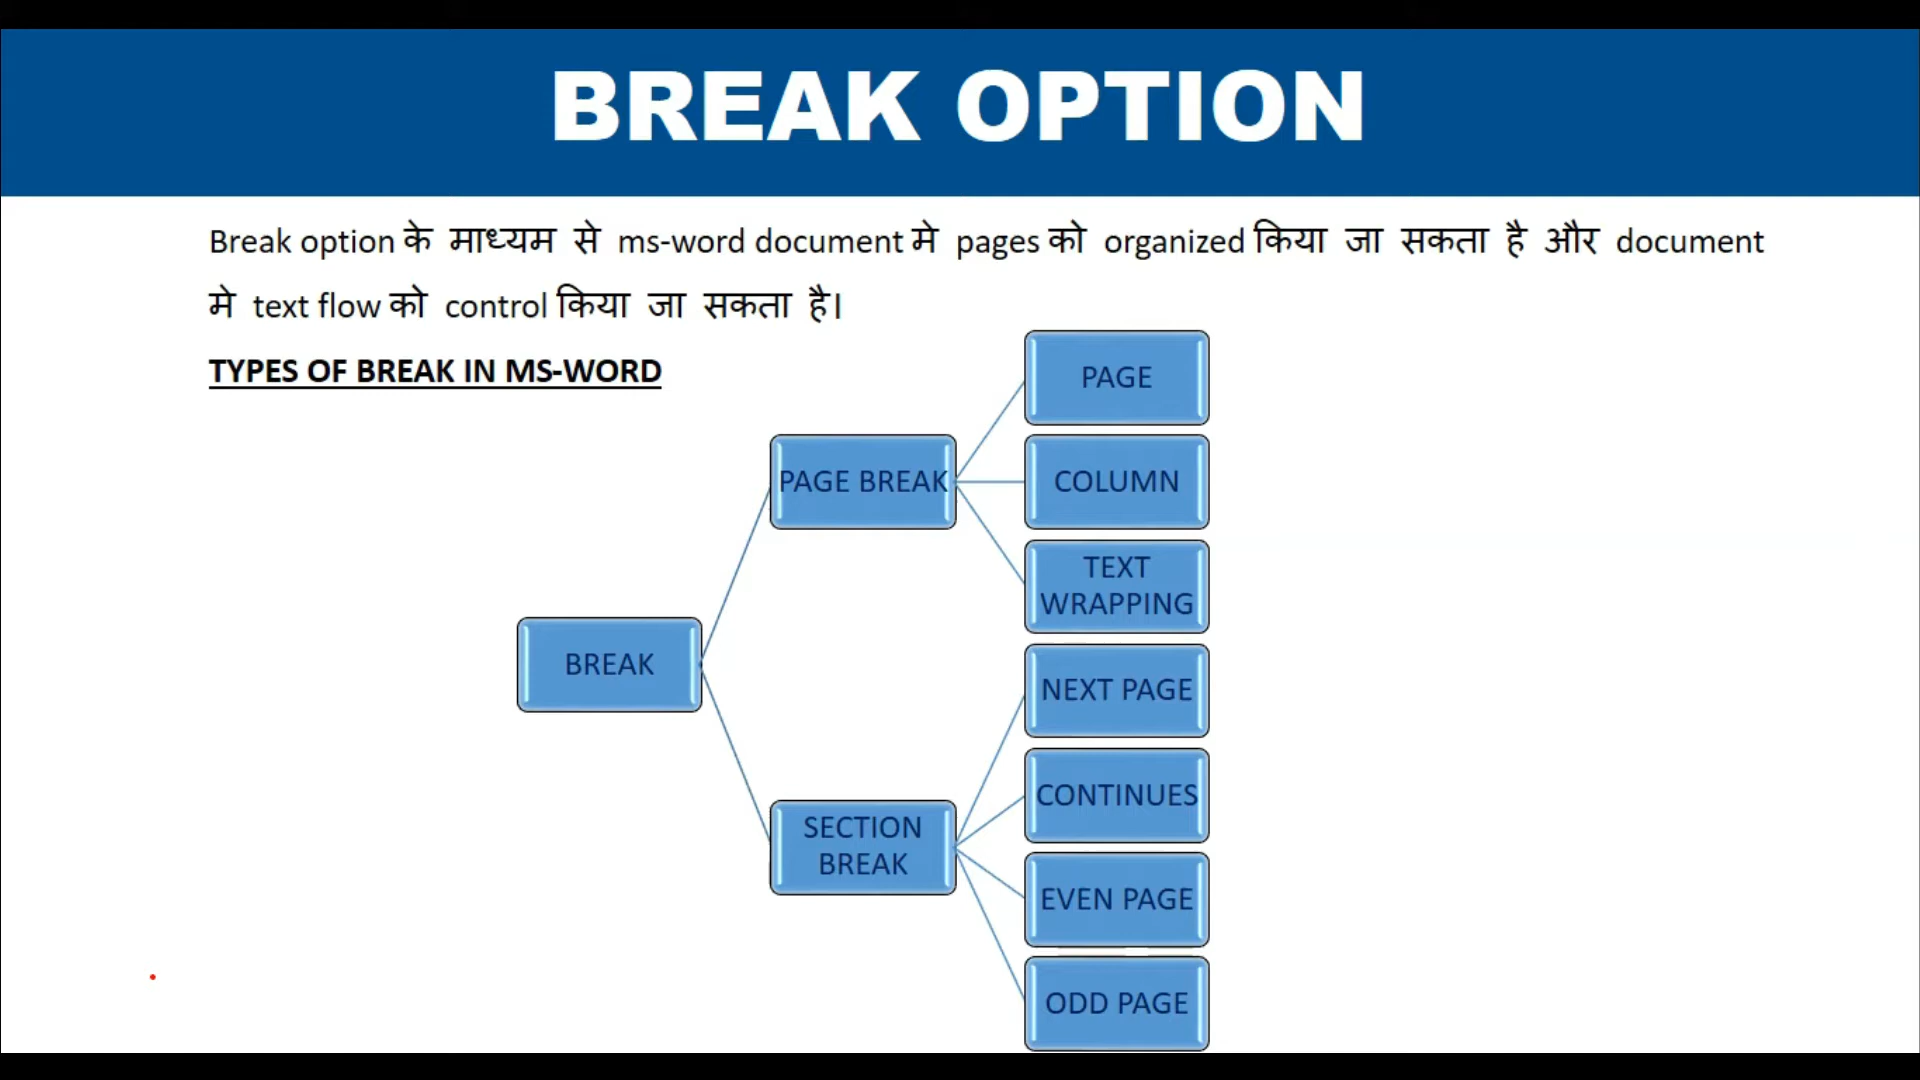 BREAK OPTION
Break option के माध्यम से ms-word document मे pages को organized किया जा सकता है और document
मे text flow को control किया जा सकता है।
TYPES OF BREAK IN MS-WORD
BREAK
PAGE BREAK
PAGE
COLUMN
TEXT
WRAPPING
SECTION
BREAK
NEXT PAGE
CONTINUES
EVEN PAGE
ODD PAGE